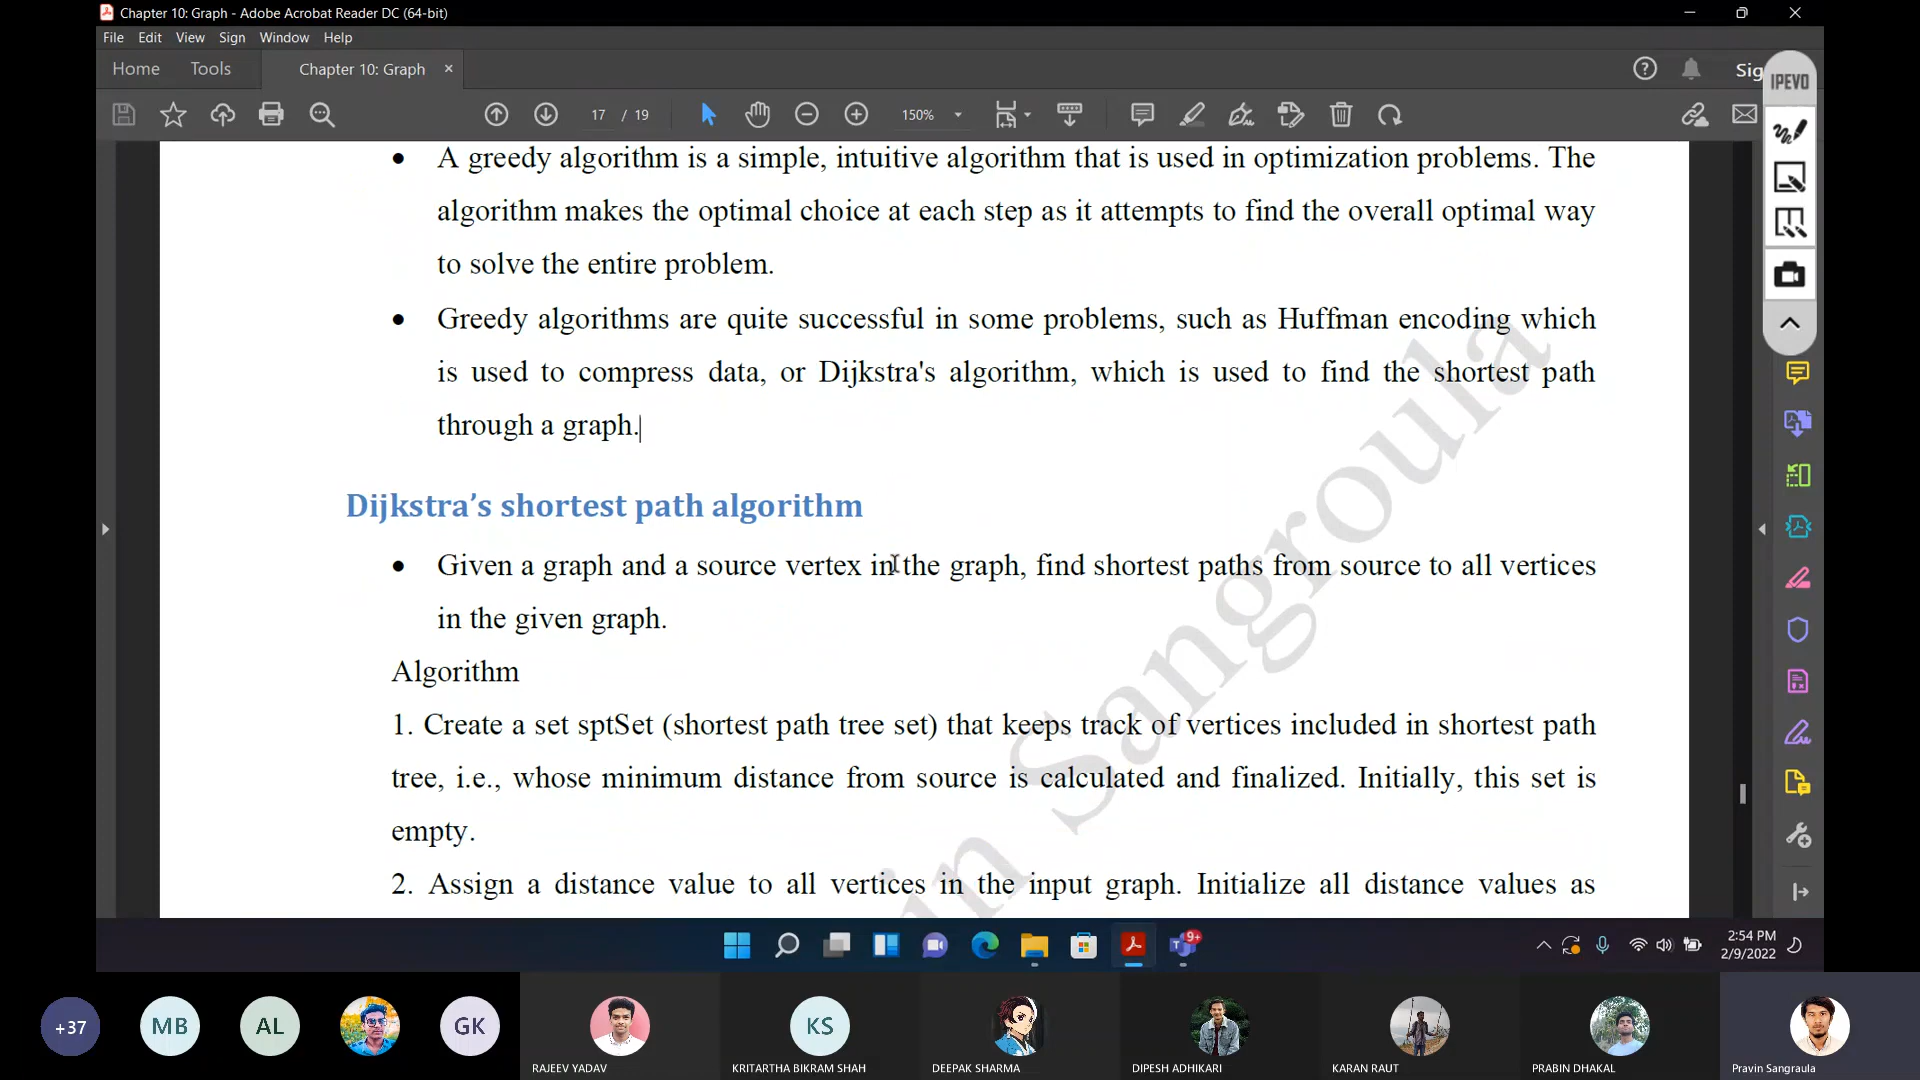 Chapter 10: Graph - Adobe Acrobat Reader DC (64-bit)
File Edit View Sign Window Help
Home Tools Chapter 10: Graph ×
Sig
IPEVO
17 / 19 150%
• A greedy algorithm is a simple, intuitive algorithm that is used in optimization problems. The
algorithm makes the optimal choice at each step as it attempts to find the overall optimal way
to solve the entire problem.
• Greedy algorithms are quite successful in some problems, such as Huffman encoding which
is used to compress data, or Dijkstra's algorithm, which is used to find the shortest path
through a graph.
Dijkstra’s shortest path algorithm
• Given a graph and a source vertex in the graph, find shortest paths from source to all vertices
in the given graph.
Algorithm
1. Create a set sptSet (shortest path tree set) that keeps track of vertices included in shortest path
tree, i.e., whose minimum distance from source is calculated and finalized. Initially, this set is
empty.
2. Assign a distance value to all vertices in the input graph. Initialize all distance values as
in Sangroula
9+
2:54 PM
2/9/2022
+37 MB AL GK KS
RAJEEV YADAV KRITARTHA BIKRAM SHAH DEEPAK SHARMA DIPESH ADHIKARI KARAN RAUT PRABIN DHAKAL Pravin Sangraula